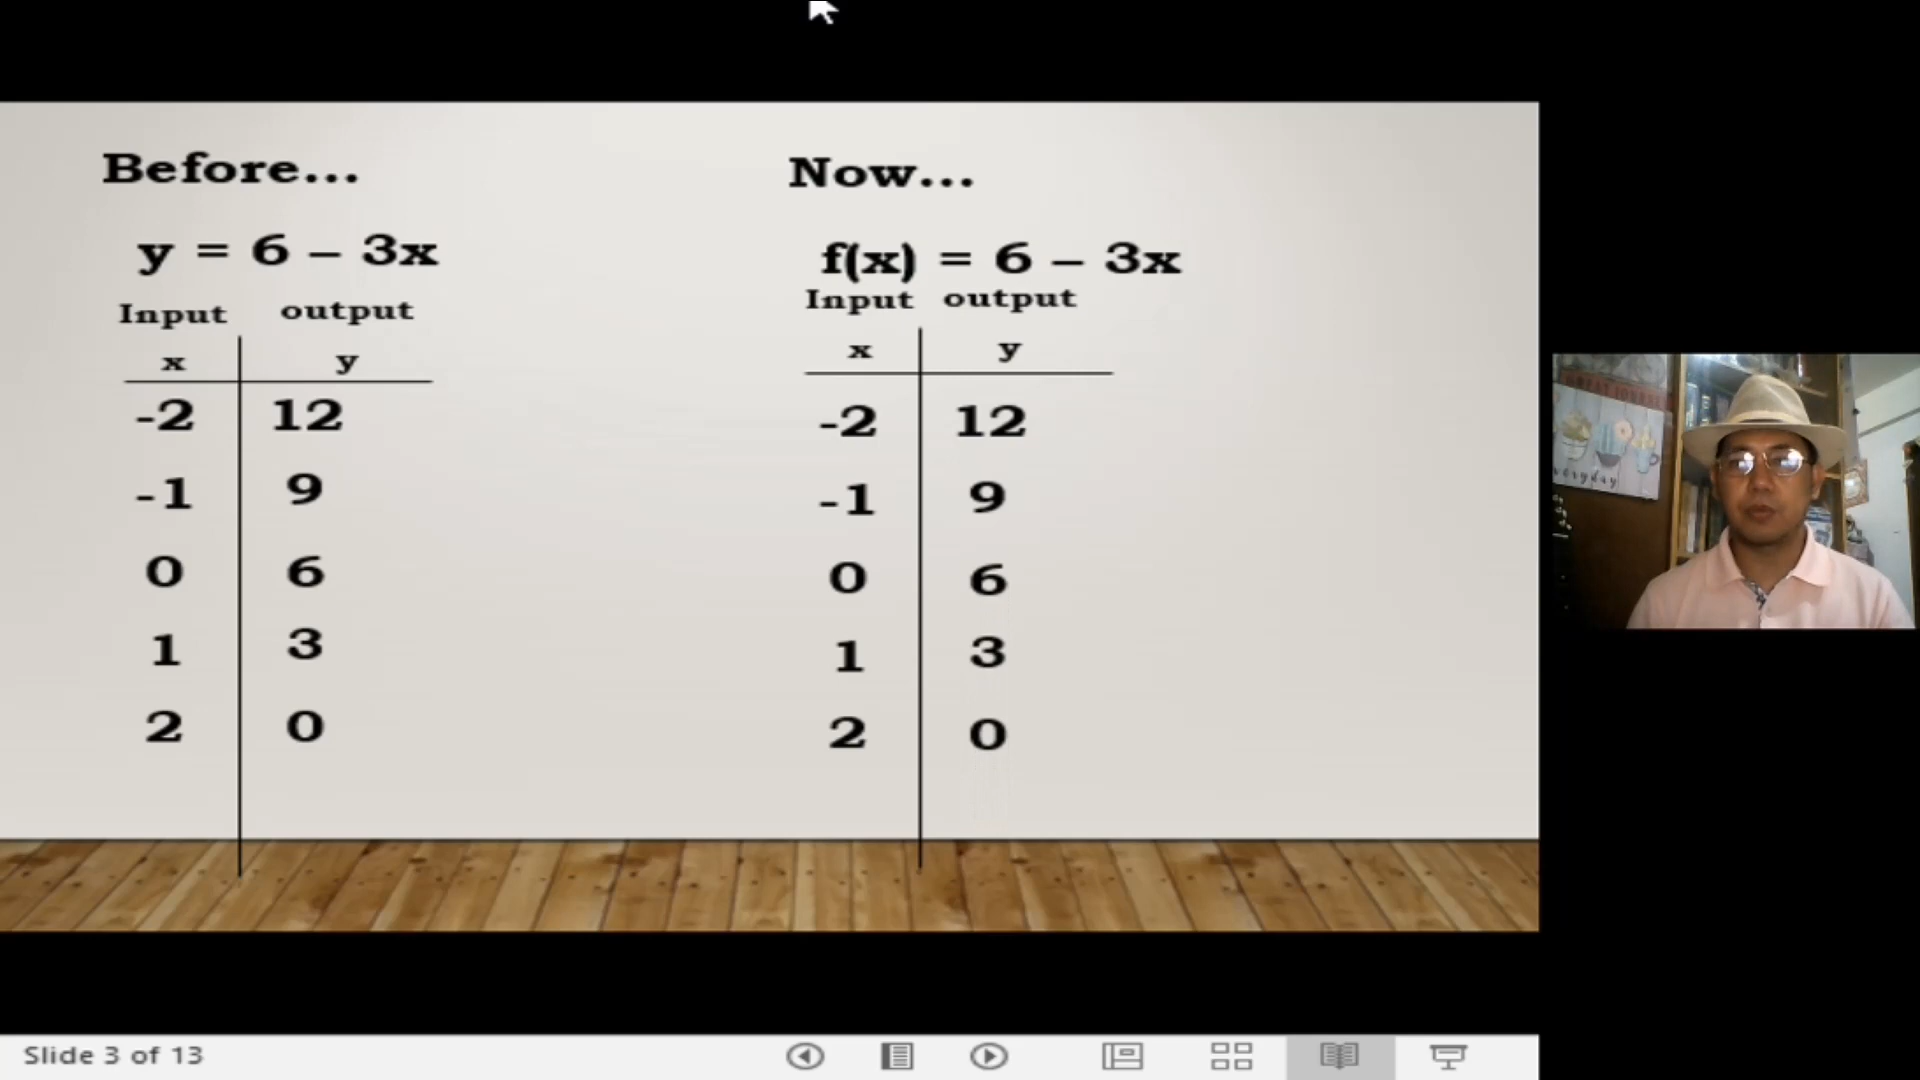 Before...
y = 6 – 3x
Input output
x y
-2 12
-1 9
0 6
1 3
2 0
Now...
f(x) = 6 – 3x
Input output
x y
-2 12
-1 9
0 6
1 3
2 0
everyday
Slide 3 of 13